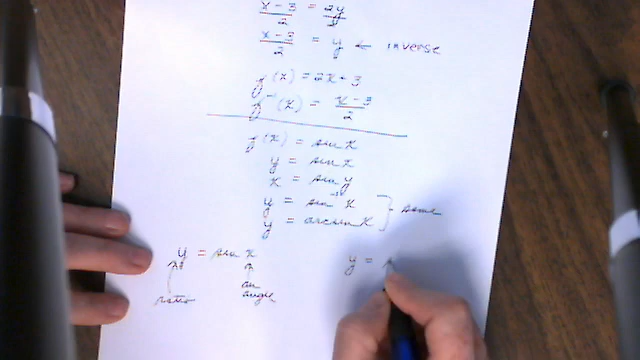 x - 3 / 2 = 2y / 2
x - 3 / 2 = y ← inverse
f(x) = 2x + 3
f⁻¹(x) = x - 3 / 2
f(x) = sin x
y = sin x
x = sin y
y = sin⁻¹ x
y = arcsin x } same
y = sin x y =
ratio an angle